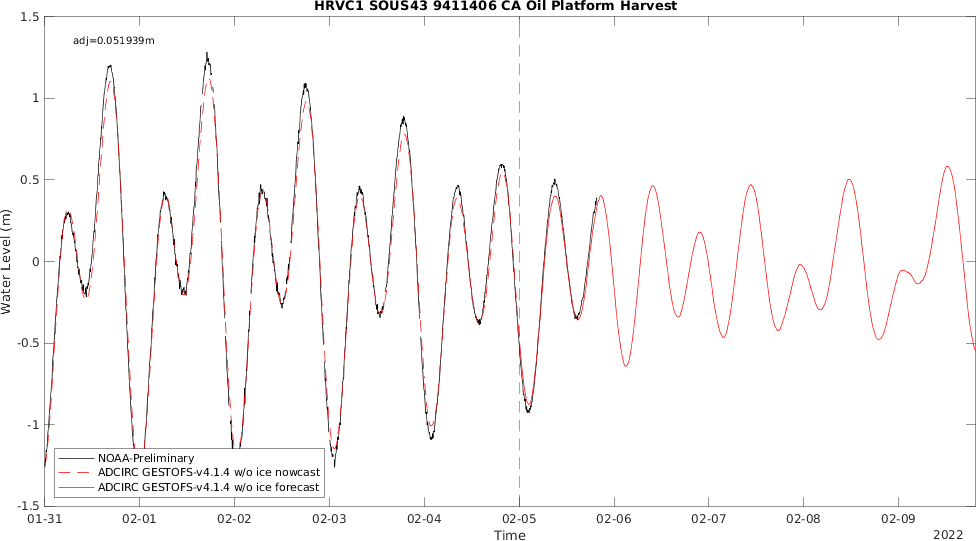 HRVC1 SOUS43 9411406 CA Oil Platform Harvest
adj=0.051939m
1.5
1
0.5
0
-0.5
-1
-1.5
Water Level (m)
NOAA-Preliminary
ADCIRC GESTOFS-v4.1.4 w/o ice nowcast
ADCIRC GESTOFS-v4.1.4 w/o ice forecast
01-31 02-01 02-02 02-03 02-04 02-05 02-06 02-07 02-08 02-09
Time
2022